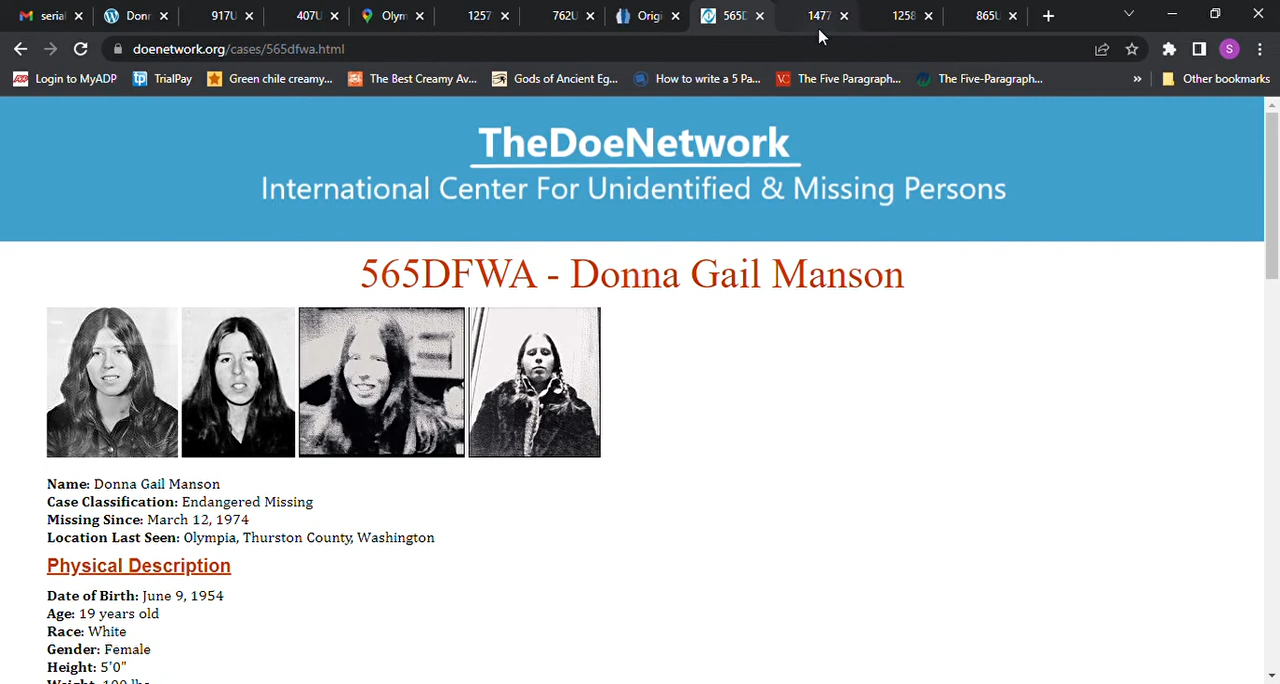 serial
Donn
917U
407U
Olym
1257
762U
Origi
565D
1477
1258
865U
doenetwork.org/cases/565dfwa.html
S
Login to MyADP
tp TrialPay
Green chile creamy...
The Best Creamy Av...
Gods of Ancient Eg...
How to write a 5 Pa...
VC The Five Paragraph...
The Five-Paragraph...
»
Other bookmarks
TheDoeNetwork
International Center For Unidentified & Missing Persons
565DFWA - Donna Gail Manson
Name: Donna Gail Manson
Case Classification: Endangered Missing
Missing Since: March 12, 1974
Location Last Seen: Olympia, Thurston County, Washington
Physical Description
Date of Birth: June 9, 1954
Age: 19 years old
Race: White
Gender: Female
Height: 5'0"
Weight: 100 lbs